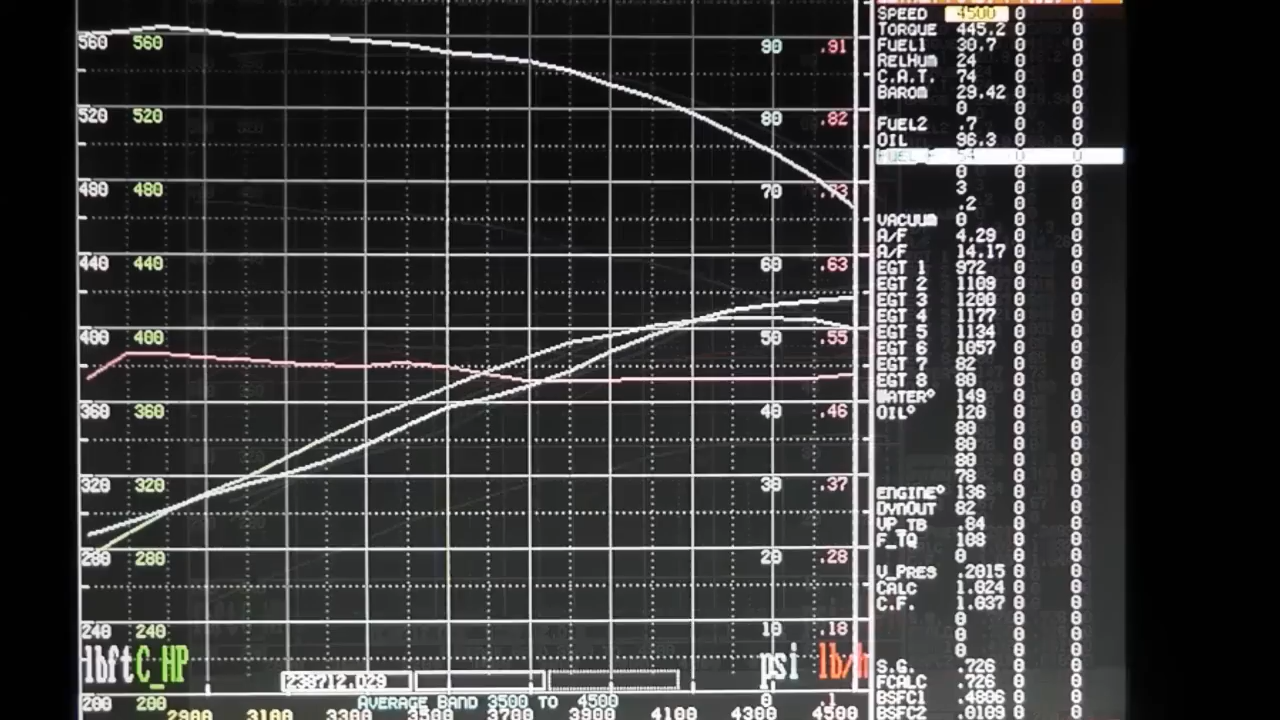 SPEED 4500 0 0
TORQUE 445.2 0 0
560 560 90 .91 FUEL1 30.7 0 0
RELHUM 24 0 0
C.A.T. 74 0 0
BAROM 29.42 0 0
0 0 0
520 520 80 .82 FUEL2 .7 0 0
OIL 96.3 0 0
54 0 0
0 0 0
480 480 70 .73 3 0 0
.2 0 0
VACUUM 0 0 0
A/F 4.29 0 0
A/F 14.17 0 0
440 440 60 .63 EGT 1 972 0 0
EGT 2 1109 0 0
EGT 3 1200 0 0
EGT 4 1177 0 0
400 400 50 .55 EGT 5 1134 0 0
EGT 6 1057 0 0
EGT 7 82 0 0
EGT 8 80 0 0
WATER° 149 0 0
360 360 40 .46 OIL° 120 0 0
80 0 0
80 0 0
80 0 0
78 0 0
320 320 30 .37 ENGINE° 136 0 0
DYNOUT 82 0 0
VP_TB .84 0 0
F_TQ 108 0 0
280 280 20 .28 0 0 0
V_PRES .2015 0 0
CALC 1.024 0 0
C.F. 1.037 0 0
0 0 0
240 240 10 .18 0 0 0
0 0 0
lbft C_HP psi lb/h S.G. .726 0 0
238712.029 FCALC .726 0 0
200 200 AVERAGE BAND 3500 TO 4500 0 .1 BSFC1 .4806 0 0
2900 3100 3300 3500 3700 3900 4100 4300 4500 BSFC2 .0109 0 0